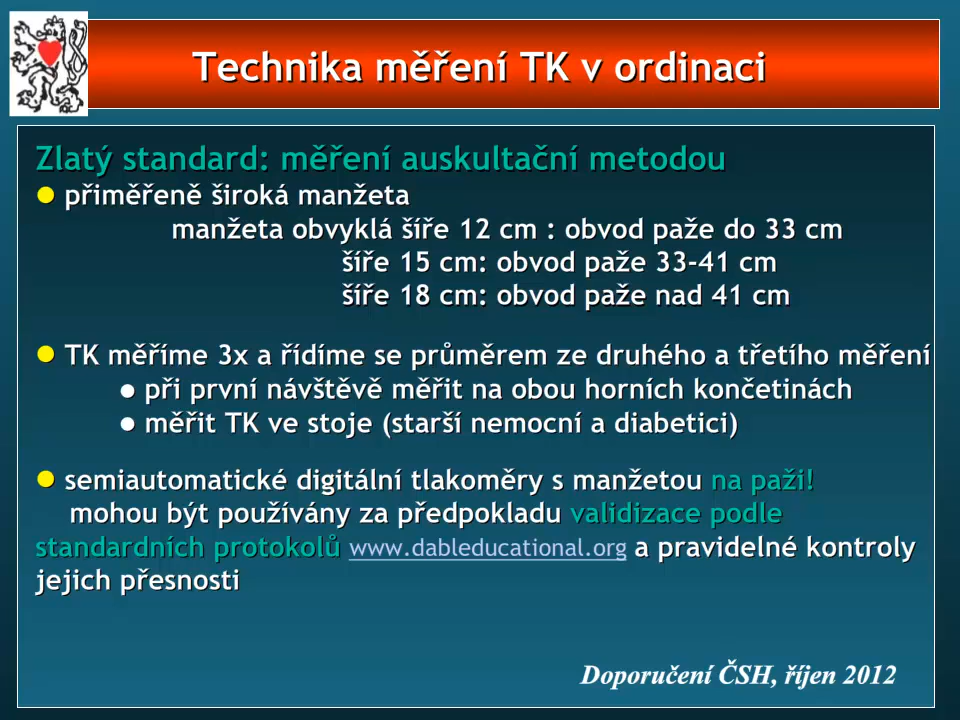 Technika měření TK v ordinaci
Zlatý standard: měření auskultační metodou
● přiměřeně široká manžeta
manžeta obvyklá šíře 12 cm : obvod paže do 33 cm
šíře 15 cm: obvod paže 33-41 cm
šíře 18 cm: obvod paže nad 41 cm
● TK měříme 3x a řídíme se průměrem ze druhého a třetího měření
● při první návštěvě měřit na obou horních končetinách
● měřit TK ve stoje (starší nemocní a diabetici)
● semiautomatické digitální tlakoměry s manžetou na paži!
mohou být používány za předpokladu validizace podle
standardních protokolů www.dableducational.org a pravidelné kontroly
jejich přesnosti
Doporučení ČSH, říjen 2012